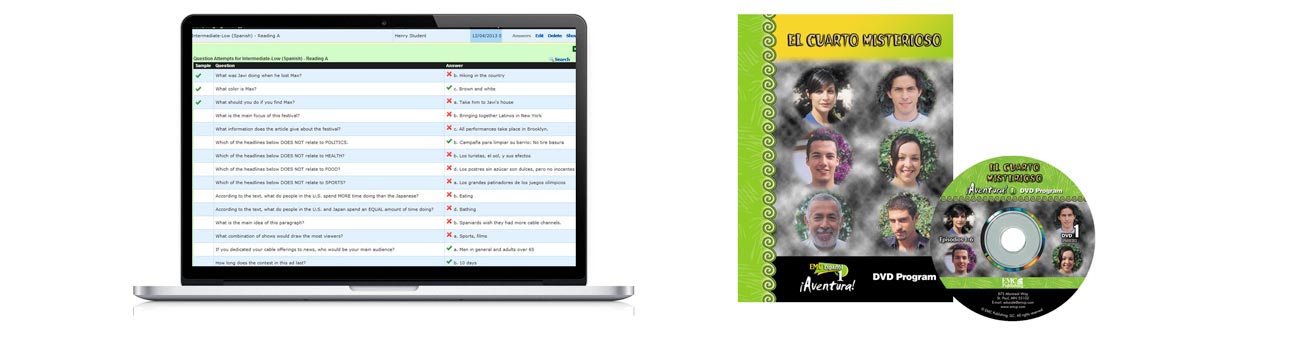 Intermediate-Low (Spanish) - Reading A Henry Student 12/04/2013 Answers Edit Delete
Question Attempts for Intermediate-Low (Spanish) - Reading A Search
Sample Question Answer
What was Javi doing when he lost Max? b. Hiking in the country
What color is Max? c. Brown and white
What should you do if you find Max? a. Take him to Javi's house
What is the main focus of this festival? b. Bringing together Latinos in New York
What information does the article give about the festival? c. All performances take place in Brooklyn.
Which of the headlines below DOES NOT relate to POLITICS. b. Campaña para limpiar su barrio: No tire basura
Which of the headlines below DOES NOT relate to HEALTH? b. Los turistas, el sol, y sus efectos
Which of the headlines below DOES NOT relate to FOOD? d. Los postres sin azúcar son dulces, pero no inocentes
Which of the headlines below DOES NOT relate to SPORTS? a. Los grandes patinadores de los juegos olímpicos
According to the text, what do people in the U.S. spend MORE time doing than the Japanese? b. Eating
According to the text, what do people in the U.S. and Japan spend an EQUAL amount of time doing? d. Bathing
What is the main idea of this paragraph? b. Spaniards wish they had more cable channels.
What combination of shows would draw the most viewers? a. Sports, films
If you dedicated your cable offerings to news, who would be your main audience? a. Men in general and adults over 65
How long does the contest in this ad last? b. 10 days
EL CUARTO MISTERIOSO
EMC Español 1
¡Aventura!
DVD Program
EL CUARTO
MISTERIOSO
¡Aventura! 1 DVD Program
Episodios 1-6
DVD 1
EMC
Publishing
875 Montreal Way
St. Paul, MN 55102
E-mail: educate@emcp.com
www.emcp.com
© EMC Publishing, LLC. All rights reserved.